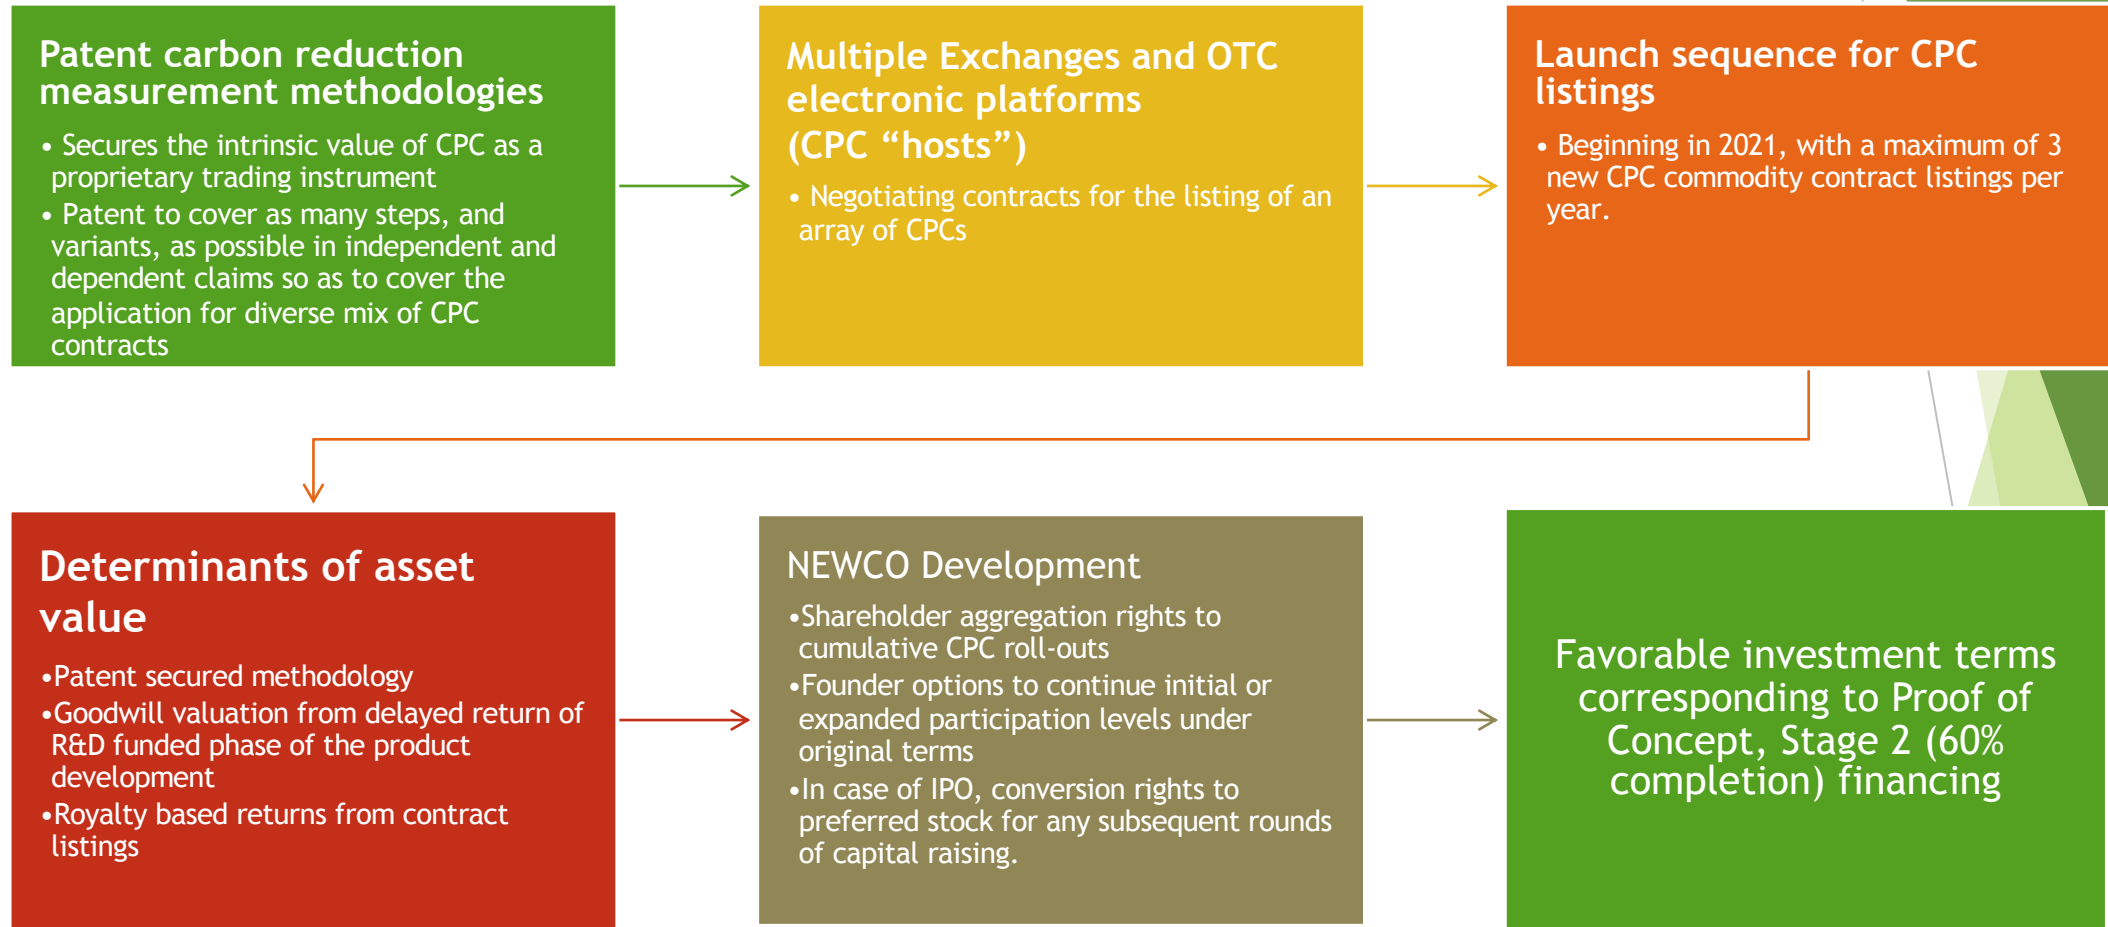 Patent carbon reduction
measurement methodologies
• Secures the intrinsic value of CPC as a
proprietary trading instrument
• Patent to cover as many steps, and
variants, as possible in independent and
dependent claims so as to cover the
application for diverse mix of CPC
contracts
Multiple Exchanges and OTC
electronic platforms
(CPC “hosts”)
• Negotiating contracts for the listing of an
array of CPCs
Launch sequence for CPC
listings
• Beginning in 2021, with a maximum of 3
new CPC commodity contract listings per
year.
Determinants of asset
value
•Patent secured methodology
•Goodwill valuation from delayed return of
R&D funded phase of the product
development
•Royalty based returns from contract
listings
NEWCO Development
•Shareholder aggregation rights to
cumulative CPC roll-outs
•Founder options to continue initial or
expanded participation levels under
original terms
•In case of IPO, conversion rights to
preferred stock for any subsequent rounds
of capital raising.
Favorable investment terms
corresponding to Proof of
Concept, Stage 2 (60%
completion) financing